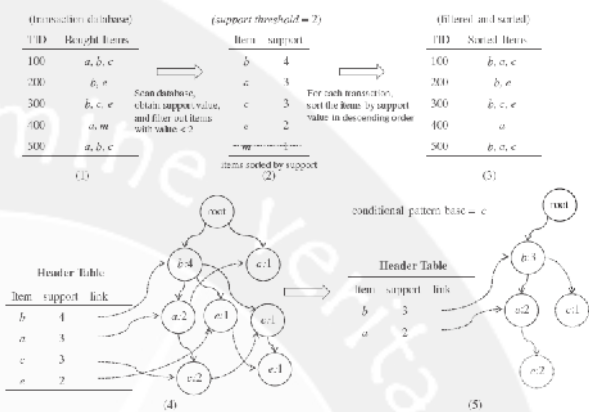 (transaction database)
TID Bought Items
100 a, b, c
200 b, e
300 b, c, e
400 a, m
500 a, b, c
(1)
Scan database,
obtain support value,
and filter out items
with value < 2
(support threshold = 2)
Item support
b 4
a 3
c 3
e 2
m 1
items sorted by support
(2)
For each transaction,
sort the items by support
value in descending order
(filtered and sorted)
TID Sorted Items
100 b, a, c
200 b, e
300 b, c, e
400 a
500 b, a, c
(3)
root
b:4
a:1
a:2
e:1
c:1
c:2
e:1
Header Table
Item support link
b 4
a 3
c 3
e 2
(4)
conditional pattern base = c
Header Table
Item support link
b 3
a 2
root
b:3
a:2
c:1
c:2
(5)
mine
verita